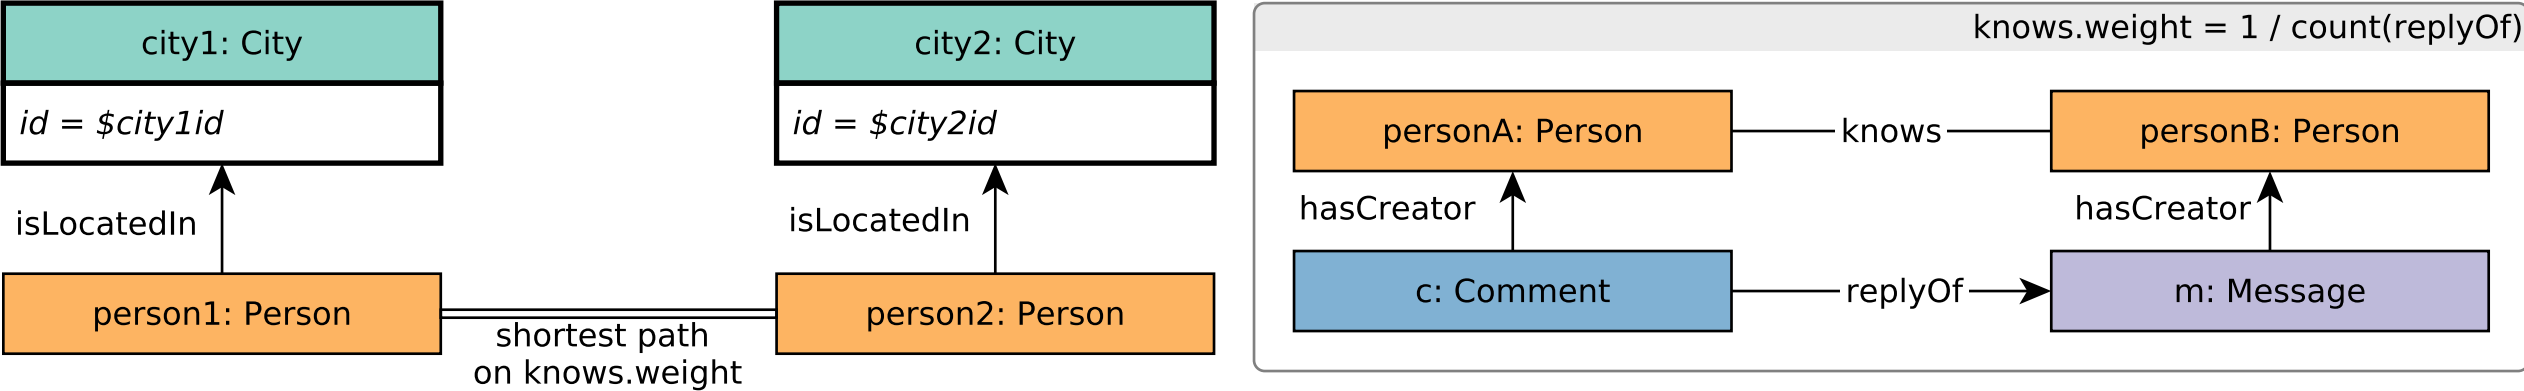 city1: City
id = $city1id
isLocatedIn
person1: Person
shortest path
on knows.weight
city2: City
id = $city2id
isLocatedIn
person2: Person
knows.weight = 1 / count(replyOf)
personA: Person
knows
personB: Person
hasCreator
hasCreator
c: Comment
replyOf
m: Message